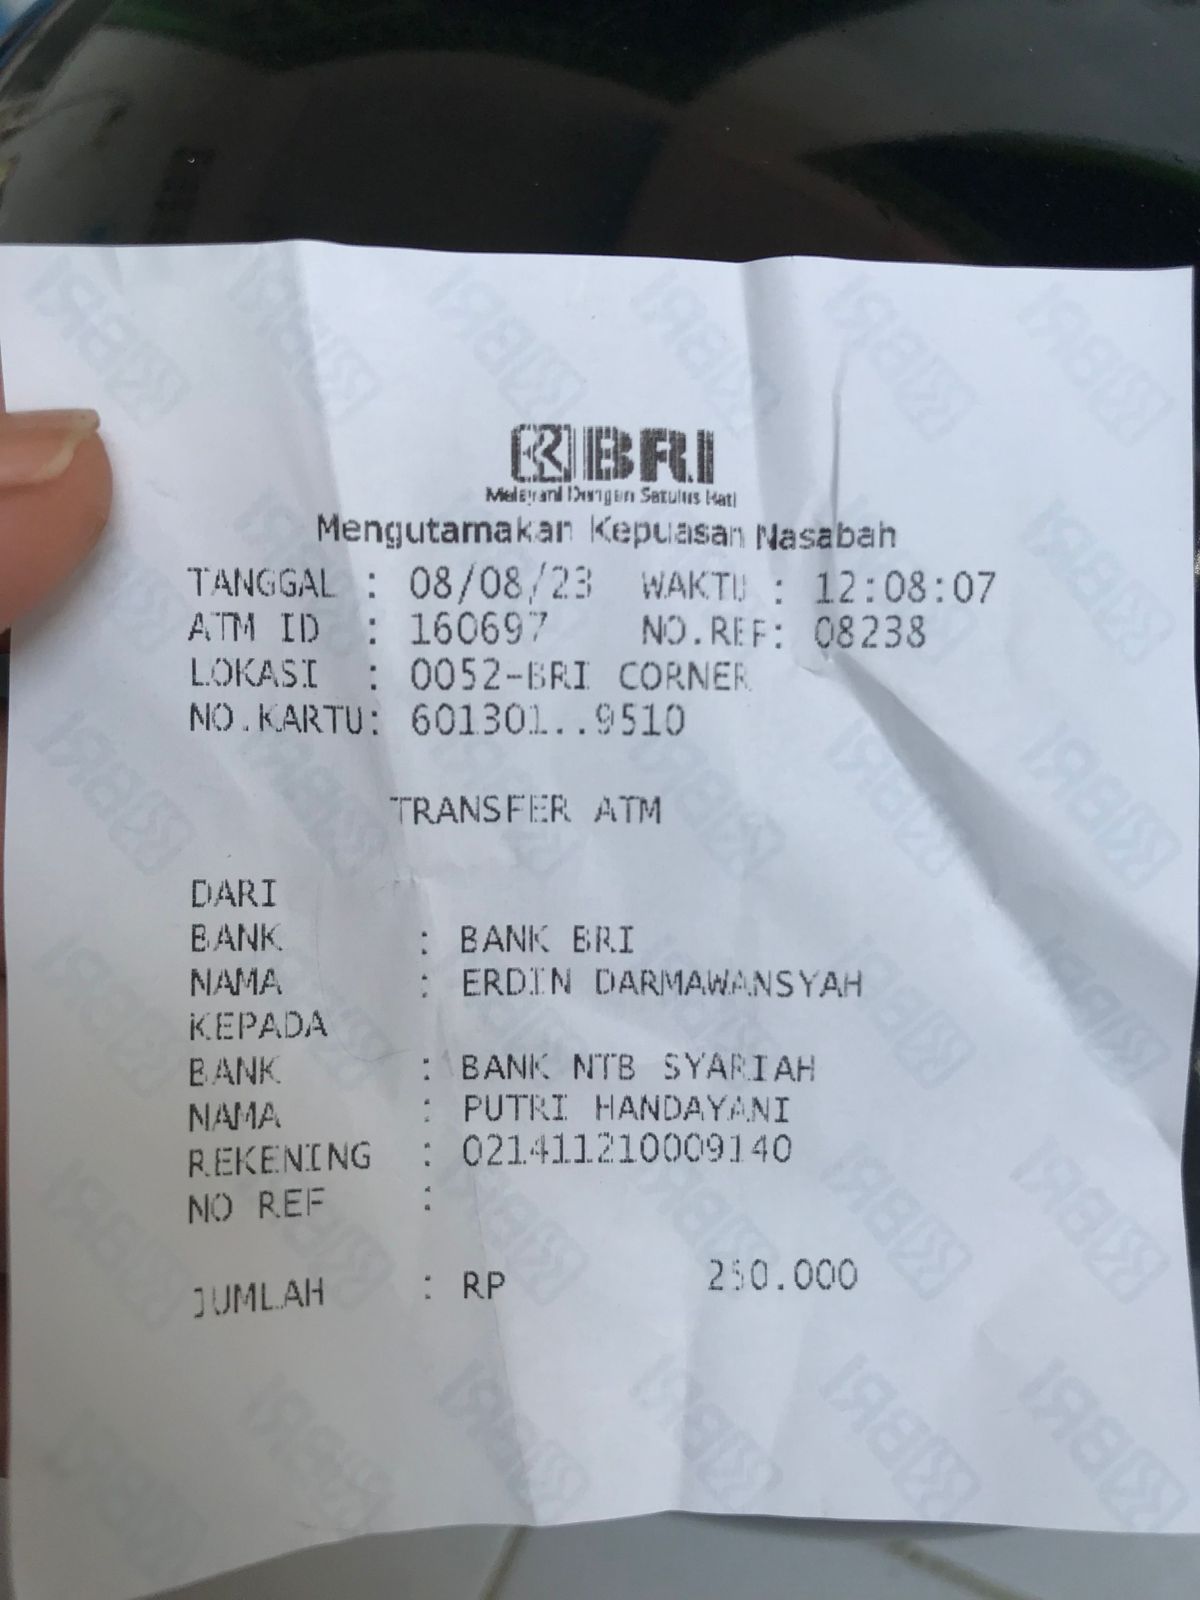 BRI
Melayani Dengan Setulus Hati
Mengutamakan Kepuasan Nasabah
TANGGAL : 08/08/23 WAKTU : 12:08:07
ATM ID : 160697 NO.REF: 08238
LOKASI : 0052-BRI CORNER
NO.KARTU: 601301..9510
TRANSFER ATM
DARI
BANK : BANK BRI
NAMA : ERDIN DARMAWANSYAH
KEPADA
BANK : BANK NTB SYARIAH
NAMA : PUTRI HANDAYANI
REKENING : 021411210009140
NO REF :
JUMLAH : RP 250.000